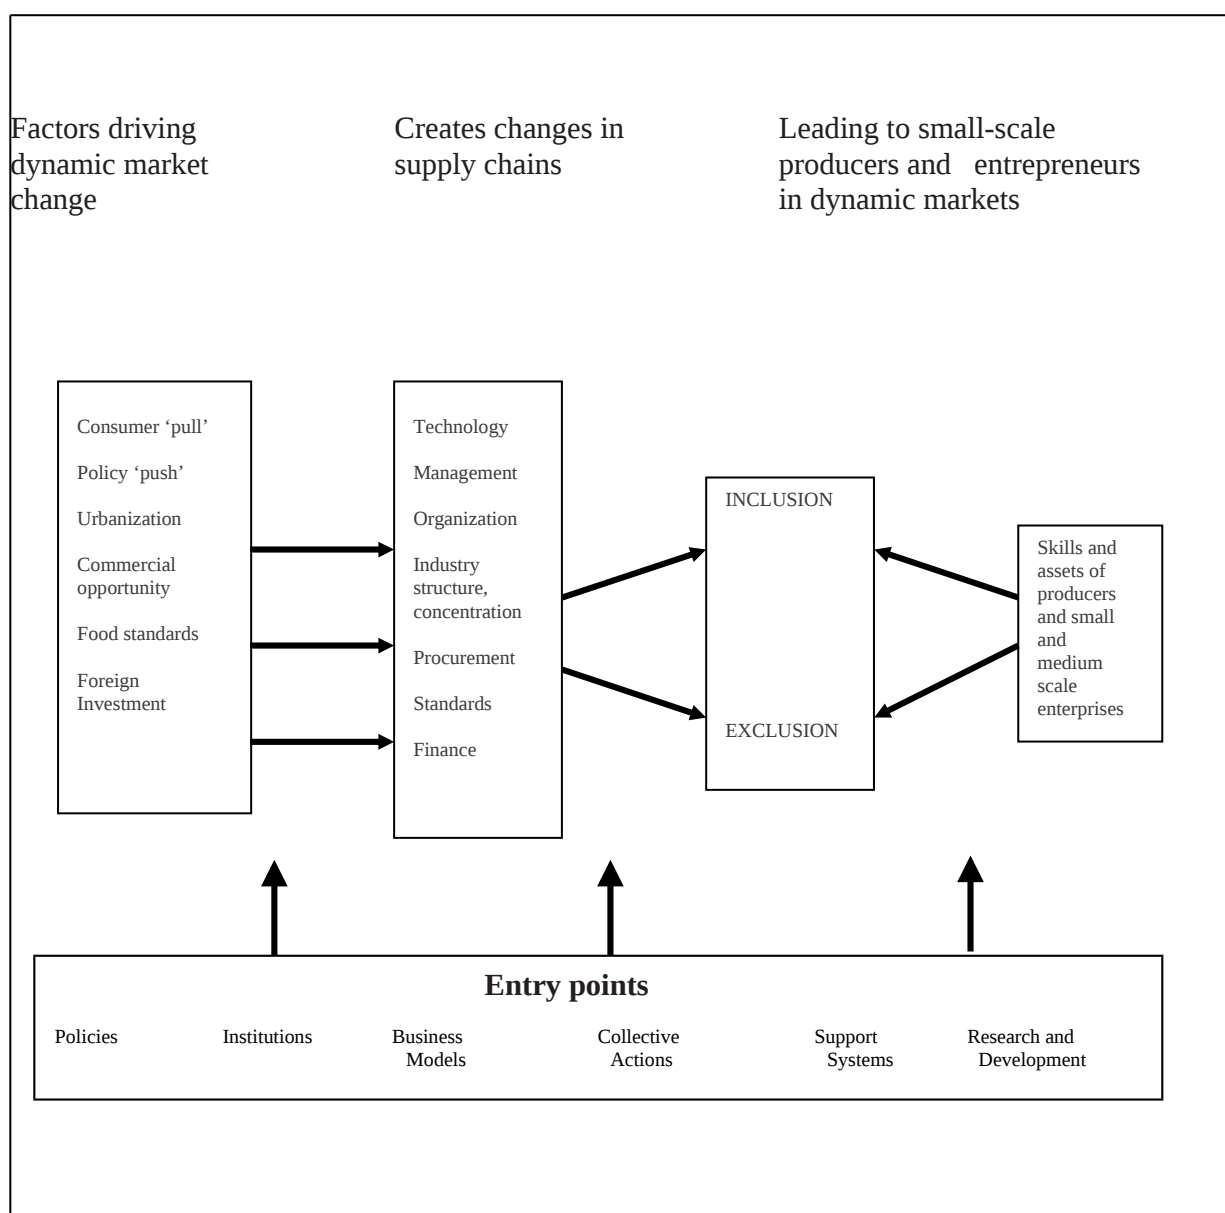 Factors driving
dynamic market
change
Creates changes in
supply chains
Leading to small-scale
producers and entrepreneurs
in dynamic markets
Consumer ‘pull’
Policy ‘push’
Urbanization
Commercial
opportunity
Food standards
Foreign
Investment
Technology
Management
Organization
Industry
structure,
concentration
Procurement
Standards
Finance
INCLUSION
EXCLUSION
Skills and
assets of
producers
and small
and
medium
scale
enterprises
Entry points
Policies
Institutions
Business
Models
Collective
Actions
Support
Systems
Research and
Development